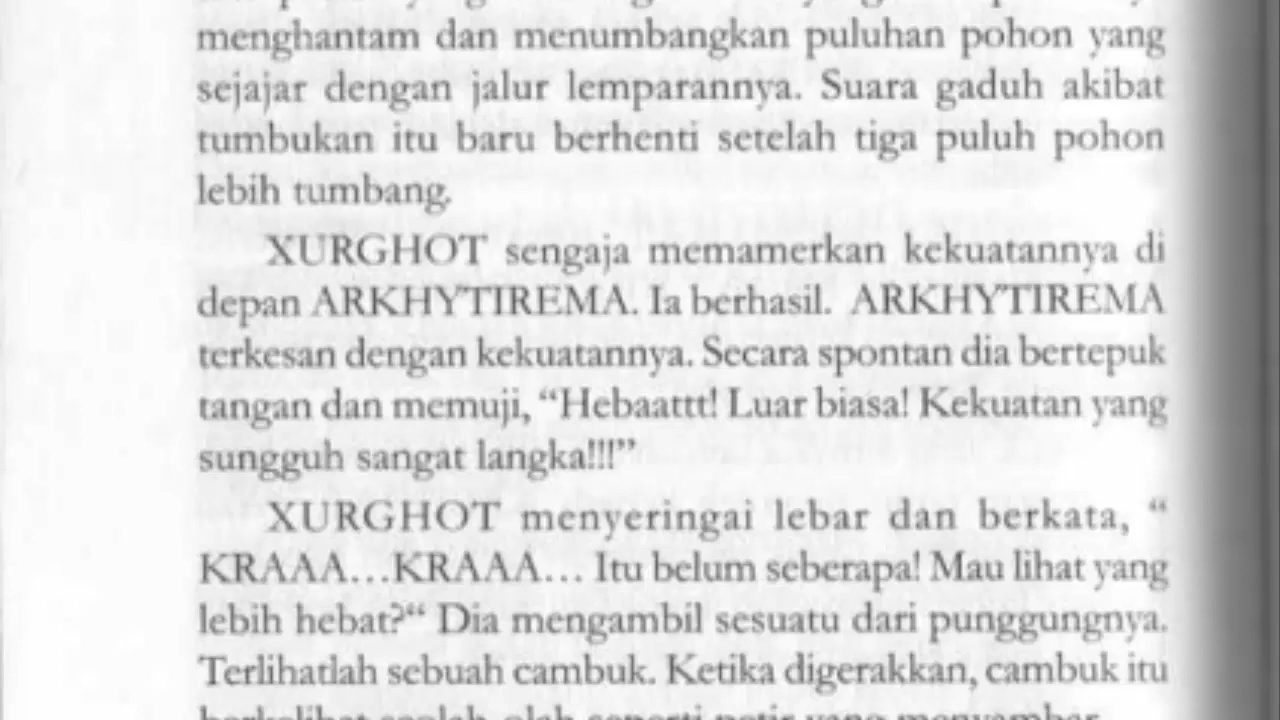 menghantam dan menumbangkan puluhan pohon yang
sejajar dengan jalur lemparannya. Suara gaduh akibat
tumbukan itu baru berhenti setelah tiga puluh pohon
lebih tumbang.
XURGHOT sengaja memamerkan kekuatannya di
depan ARKHYTIREMA. Ia berhasil. ARKHYTIREMA
terkesan dengan kekuatannya. Secara spontan dia bertepuk
tangan dan memuji, “Hebaattt! Luar biasa! Kekuatan yang
sungguh sangat langka!!!”
XURGHOT menyeringai lebar dan berkata, “
KRAAA...KRAAA... Itu belum seberapa! Mau lihat yang
lebih hebat?“ Dia mengambil sesuatu dari punggungnya.
Terlihatlah sebuah cambuk. Ketika digerakkan, cambuk itu
seperti petir yang menyambar